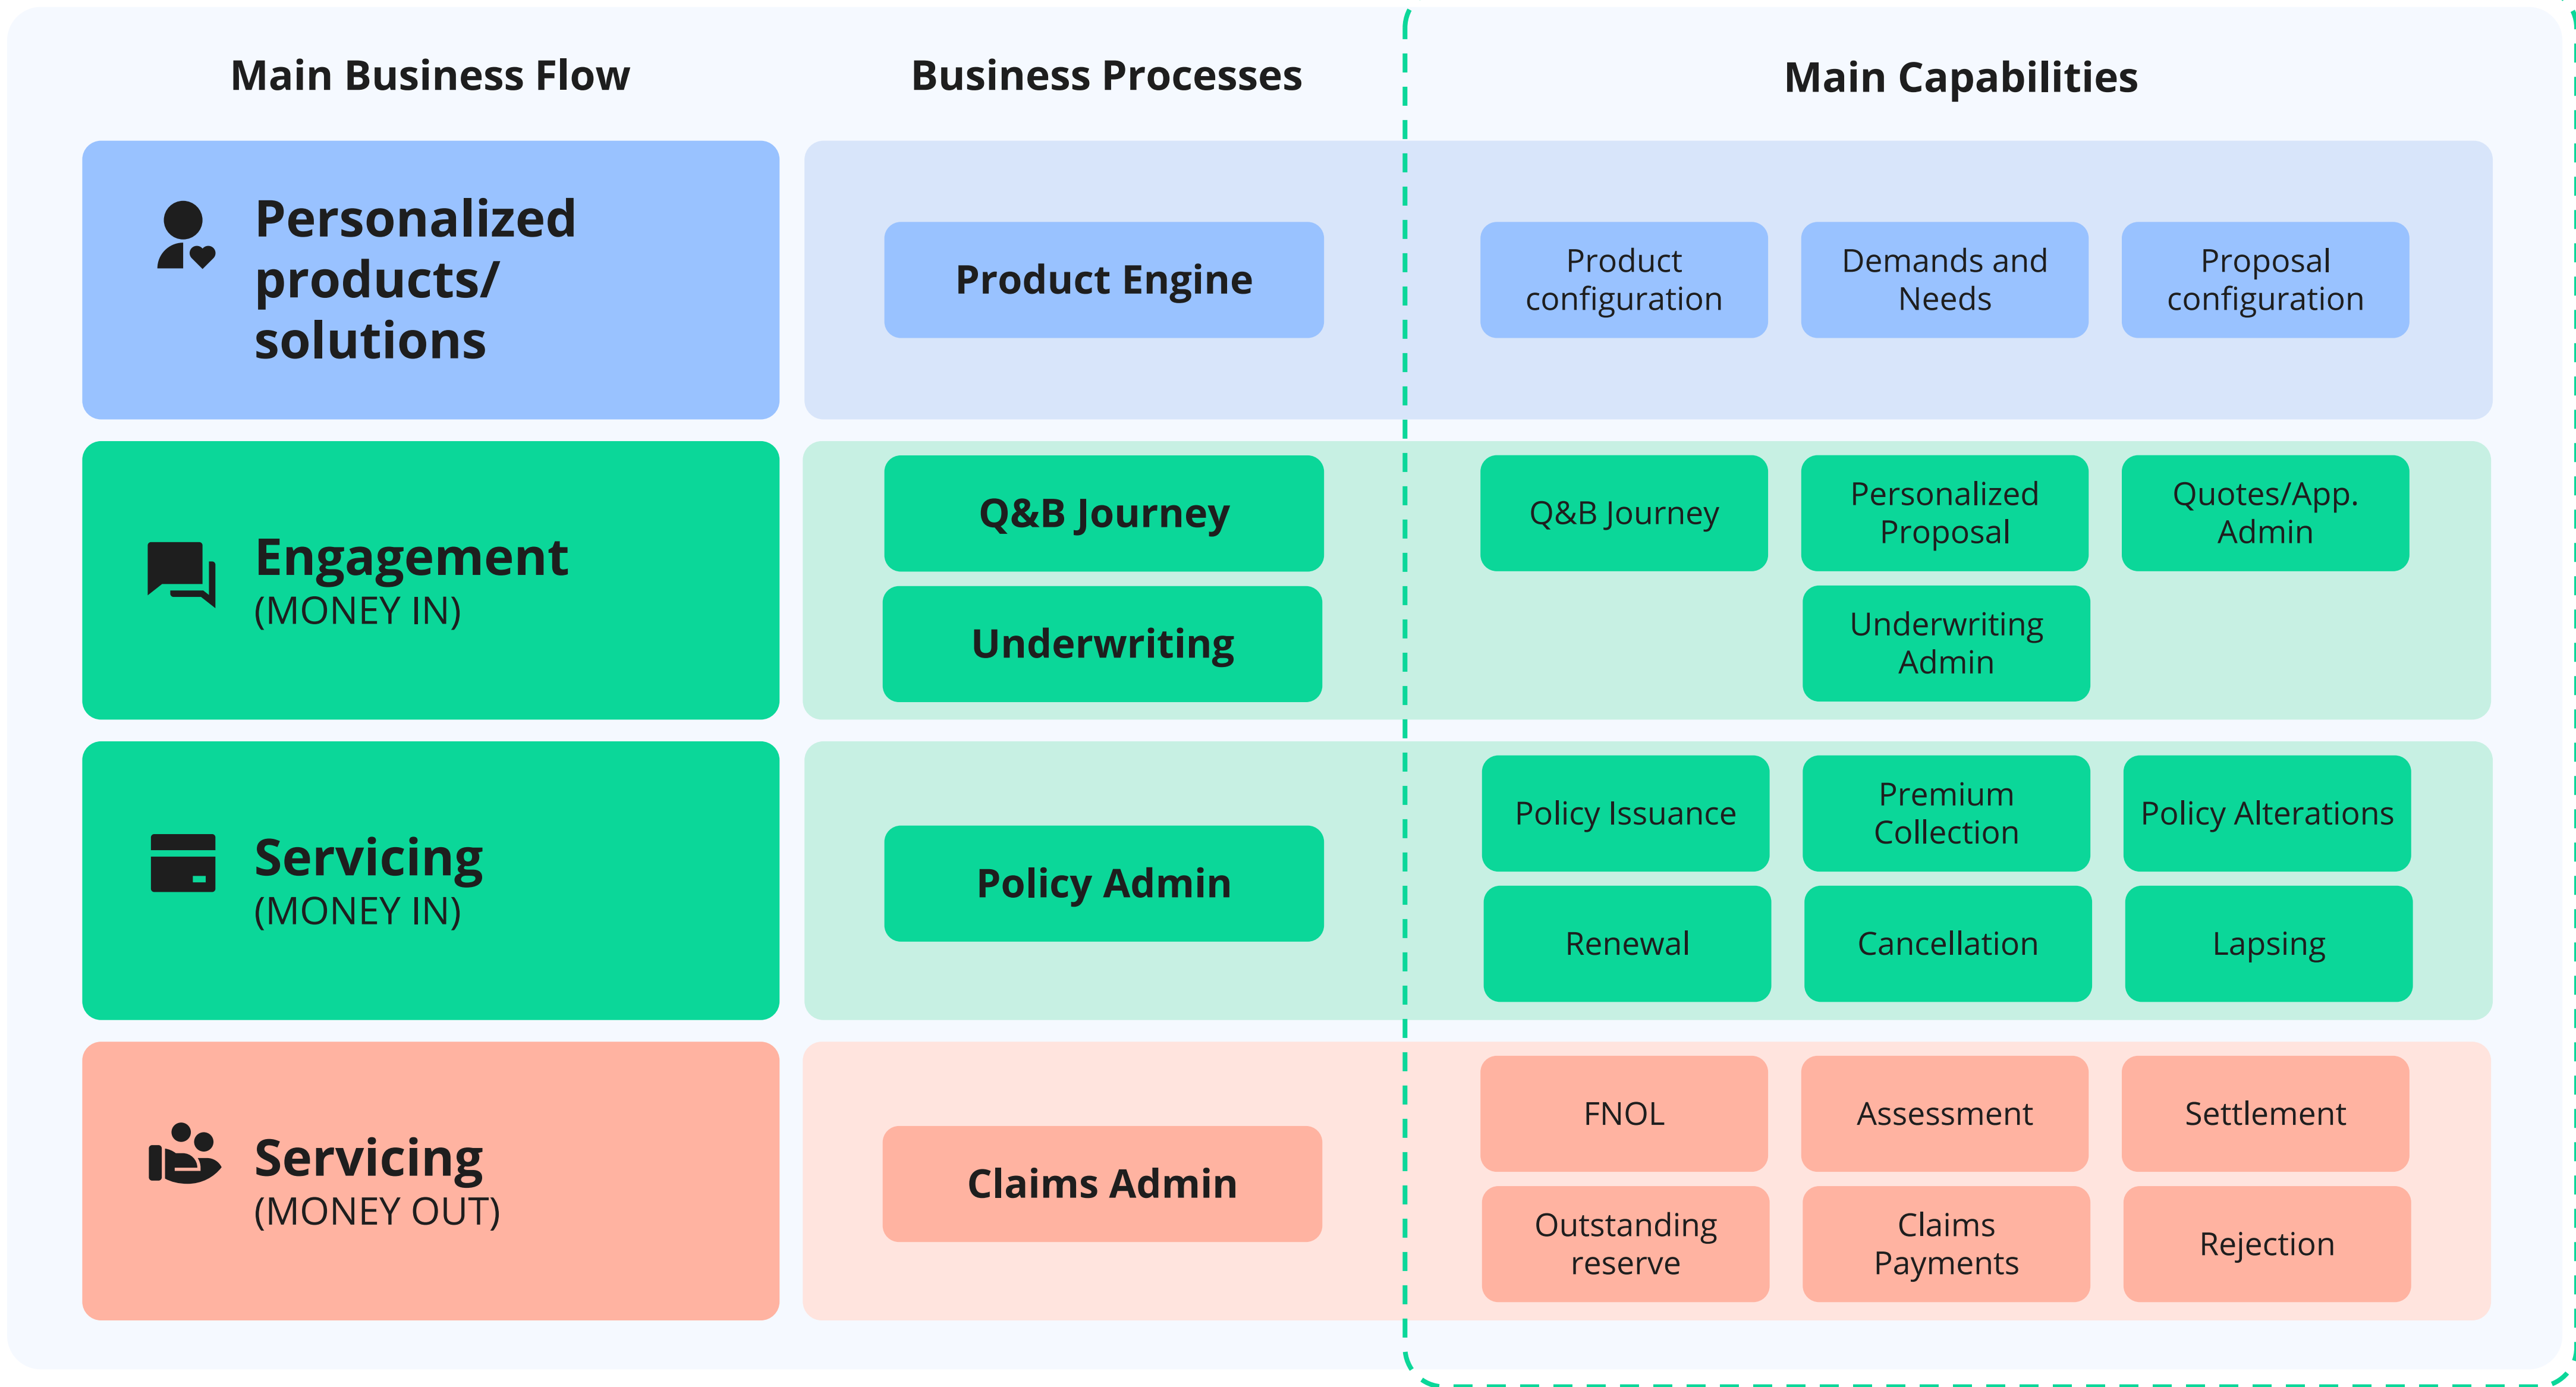 Main Business Flow
Business Processes
Main Capabilities
Personalized
products/
solutions
Product Engine
Product
configuration
Demands and
Needs
Proposal
configuration
Engagement
(MONEY IN)
Q&B Journey
Underwriting
Q&B Journey
Personalized
Proposal
Quotes/App.
Admin
Underwriting
Admin
Servicing
(MONEY IN)
Policy Admin
Policy Issuance
Premium
Collection
Policy Alterations
Renewal
Cancellation
Lapsing
Servicing
(MONEY OUT)
Claims Admin
FNOL
Assessment
Settlement
Outstanding
reserve
Claims
Payments
Rejection